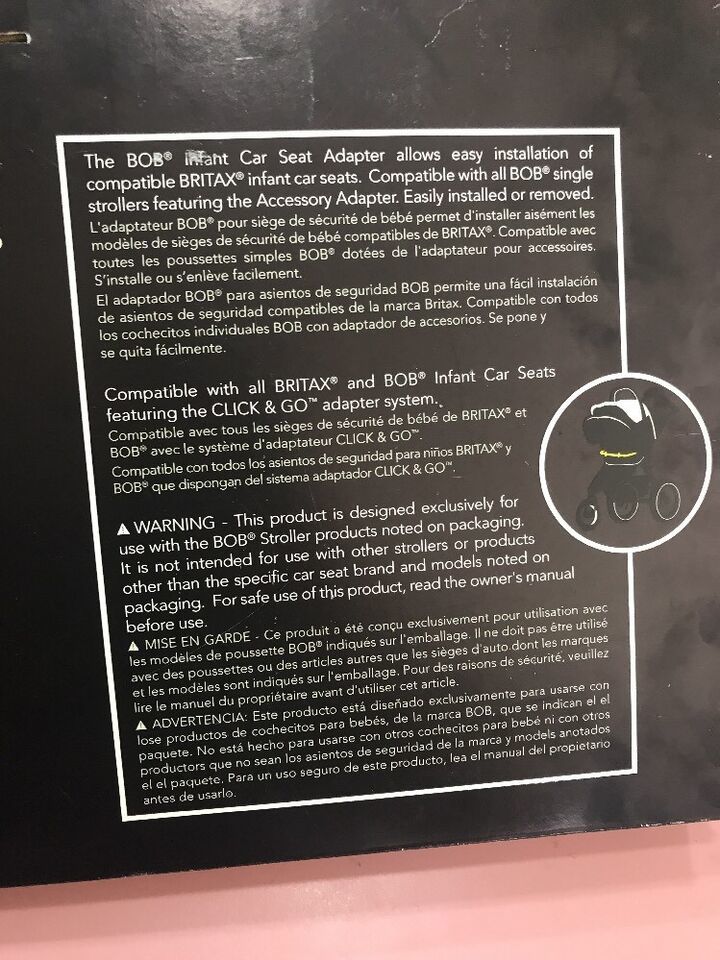 The BOB® infant Car Seat Adapter allows easy installation of
compatible BRITAX® infant car seats. Compatible with all BOB® single
strollers featuring the Accessory Adapter. Easily installed or removed.
L'adaptateur BOB® pour siège de sécurité de bébé permet d'installer aisément les
modèles de sièges de sécurité de bébé compatibles de BRITAX®. Compatible avec
toutes les poussettes simples BOB® dotées de l'adaptateur pour accessoires.
S'installe ou s'enlève facilement.
El adaptador BOB® para asientos de seguridad BOB permite una fácil instalación
de asientos de seguridad compatibles de la marca Britax. Compatible con todos
los cochecitos individuales BOB con adaptador de accesorios. Se pone y
se quita fácilmente.
Compatible with all BRITAX® and BOB® Infant Car Seats
featuring the CLICK & GO™ adapter system.
Compatible avec tous les sièges de sécurité de bébé de BRITAX® et
BOB® avec le système d'adaptateur CLICK & GO™.
Compatible con todos los asientos de seguridad para niños BRITAX® y
BOB® que dispongan del sistema adaptador CLICK & GO™
⚠ WARNING - This product is designed exclusively for
use with the BOB® Stroller products noted on packaging.
It is not intended for use with other strollers or products
other than the specific car seat brand and models noted on
packaging. For safe use of this product, read the owner's manual
before use.
⚠ MISE EN GARDE - Ce produit a été conçu exclusivement pour utilisation avec
les modèles de poussette BOB® indiqués sur l'emballage. Il ne doit pas être utilisé
avec des poussettes ou des articles autres que les sièges d'auto dont les marques
et les modèles sont indiqués sur l'emballage. Pour des raisons de sécurité, veuillez
lire le manuel du propriétaire avant d'utiliser cet article.
⚠ ADVERTENCIA: Este producto está diseñado exclusivamente para usarse con
lose productos de cochecitos para bebés, de la marca BOB, que se indican el el
paquete. No está hecho para usarse con otros cochecitos para bebé ni con otros
productors que no sean los asientos de seguridad de la marca y models anotados
el el paquete. Para un uso seguro de este producto, lea el manual del propietario
antes de usarlo.